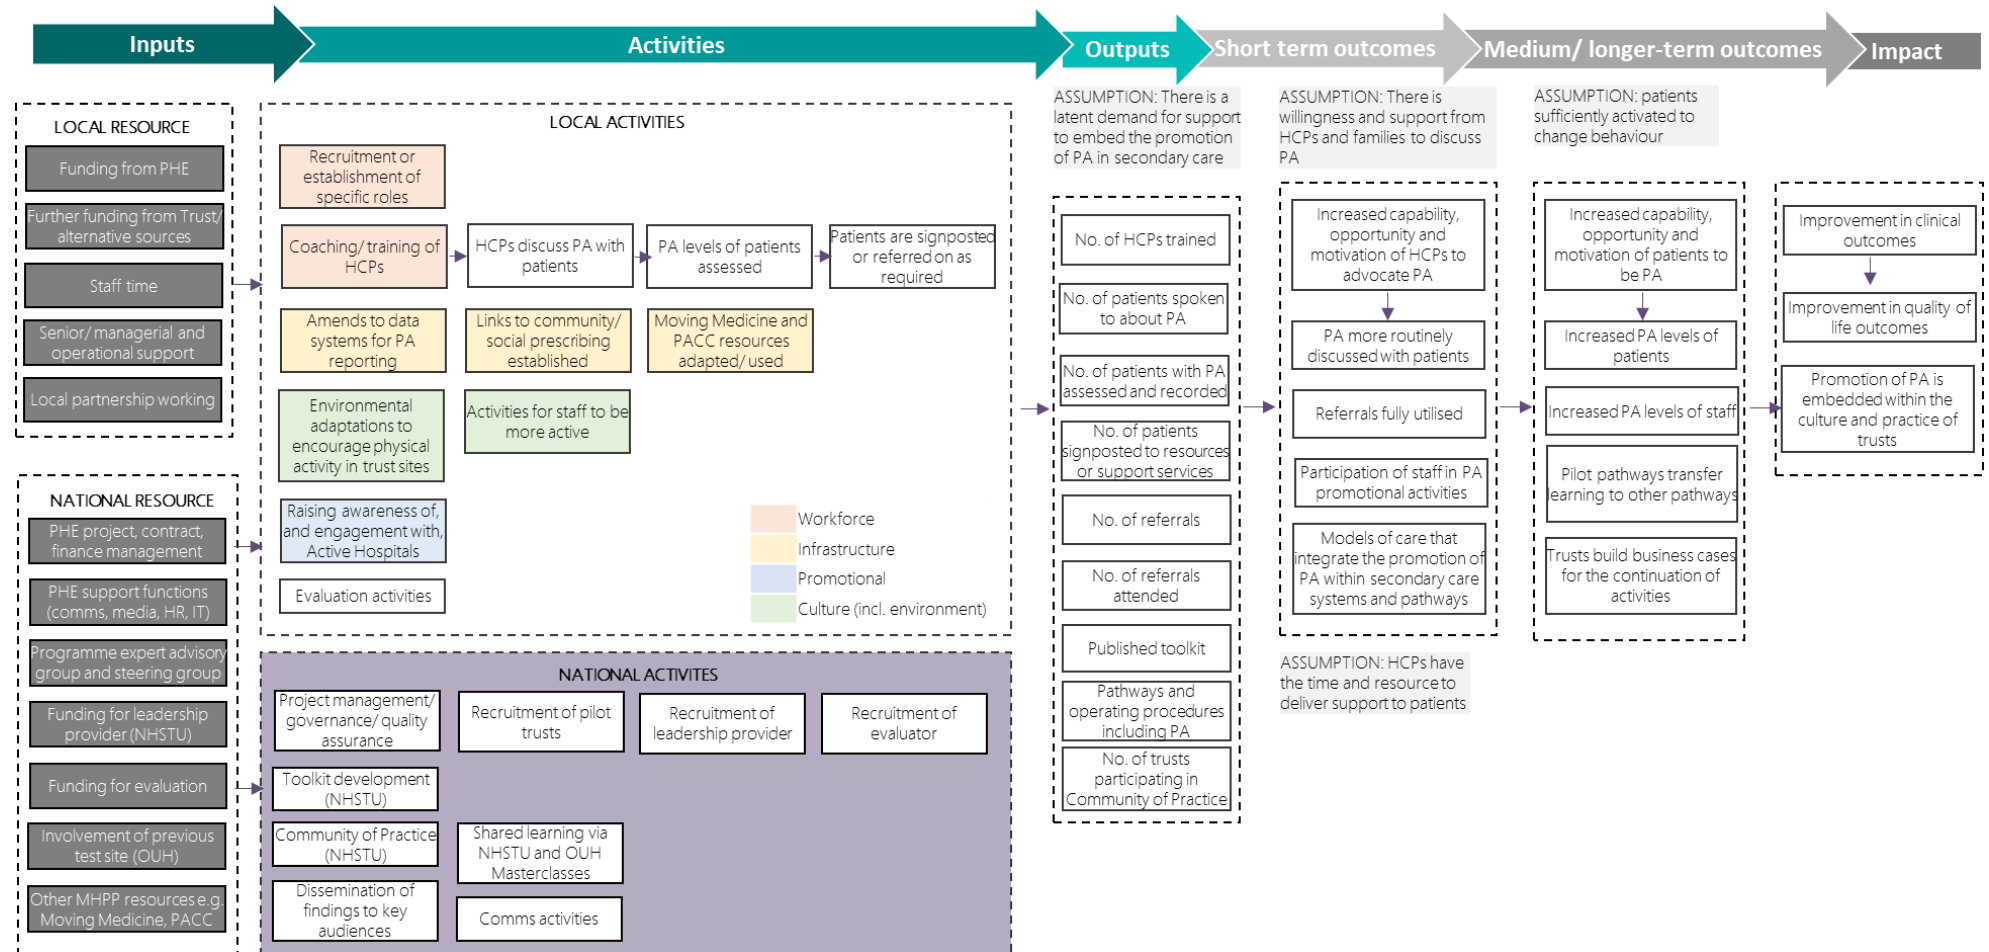 Inputs
Activities
Outputs
Short term outcomes
Medium/ longer-term outcomes
Impact
LOCAL RESOURCE
Funding from PHE
Further funding from Trust/
alternative sources
Staff time
Senior/ managerial and
operational support
Local partnership working
NATIONAL RESOURCE
PHE project, contract,
finance management
PHE support functions
(comms, media, HR, IT)
Programme expert advisory
group and steering group
Funding for leadership
provider (NHSTU)
Funding for evaluation
Involvement of previous
test site (OUH)
Other MHPP resources e.g.
Moving Medicine, PACC
LOCAL ACTIVITIES
Recruitment or
establishment of
specific roles
Coaching/ training of
HCPs
HCPs discuss PA with
patients
PA levels of patients
assessed
Patients are signposted
or referred on as
required
Amends to data
systems for PA
reporting
Links to community/
social prescribing
established
Moving Medicine and
PACC resources
adapted/ used
Environmental
adaptations to
encourage physical
activity in trust sites
Activities for staff to be
more active
Raising awareness of,
and engagement with,
Active Hospitals
Evaluation activities
Workforce
Infrastructure
Promotional
Culture (incl. environment)
NATIONAL ACTIVITES
Project management/
governance/ quality
assurance
Recruitment of pilot
trusts
Recruitment of
leadership provider
Recruitment of
evaluator
Toolkit development
(NHSTU)
Community of Practice
(NHSTU)
Shared learning via
NHSTU and OUH
Masterclasses
Dissemination of
findings to key
audiences
Comms activities
ASSUMPTION: There is a
latent demand for support
to embed the promotion
of PA in secondary care
No. of HCPs trained
No. of patients spoken
to about PA
No. of patients with PA
assessed and recorded
No. of patients
signposted to resources
or support services
No. of referrals
No. of referrals
attended
Published toolkit
Pathways and
operating procedures
including PA
No. of trusts
participating in
Community of Practice
ASSUMPTION: There is
willingness and support from
HCPs and families to discuss
PA
Increased capability,
opportunity and
motivation of HCPs to
advocate PA
PA more routinely
discussed with patients
Referrals fully utilised
Participation of staff in PA
promotional activities
Models of care that
integrate the promotion of
PA within secondary care
systems and pathways
ASSUMPTION: HCPs have
the time and resource to
deliver support to patients
ASSUMPTION: patients
sufficiently activated to
change behaviour
Increased capability,
opportunity and
motivation of patients to
be PA
Increased PA levels of
patients
Increased PA levels of staff
Pilot pathways transfer
learning to other pathways
Trusts build business cases
for the continuation of
activities
Improvement in clinical
outcomes
Improvement in quality of
life outcomes
Promotion of PA is
embedded within the
culture and practice of
trusts